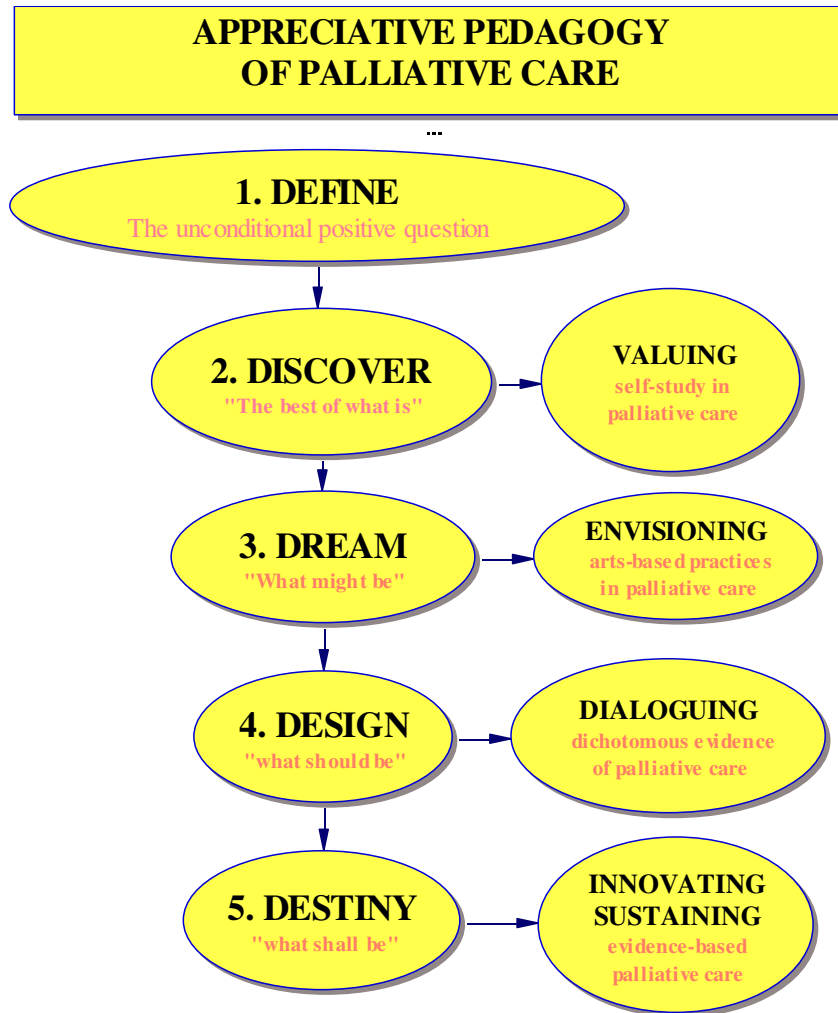 APPRECIATIVE PEDAGOGY
OF PALLIATIVE CARE
...
1. DEFINE
The unconditional positive question
2. DISCOVER
"The best of what is"
VALUING
self-study in
palliative care
3. DREAM
"What might be"
ENVISIONING
arts-based practices
in palliative care
4. DESIGN
"what should be"
DIALOGUING
dichotomous evidence
of palliative care
5. DESTINY
"what shall be"
INNOVATING
SUSTAINING
evidence-based
palliative care